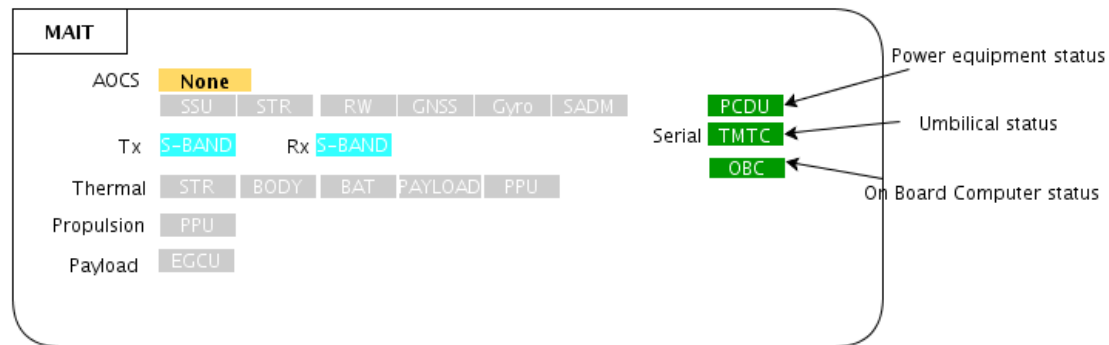 MAIT
Power equipment status
AOCS None
SSU STR RW GNSS Gyro SADM
PCDU
Umbilical status
Serial TMTC
Tx S-BAND Rx S-BAND
OBC
Thermal STR BODY BAT PAYLOAD PPU
On Board Computer status
Propulsion PPU
Payload EGCU